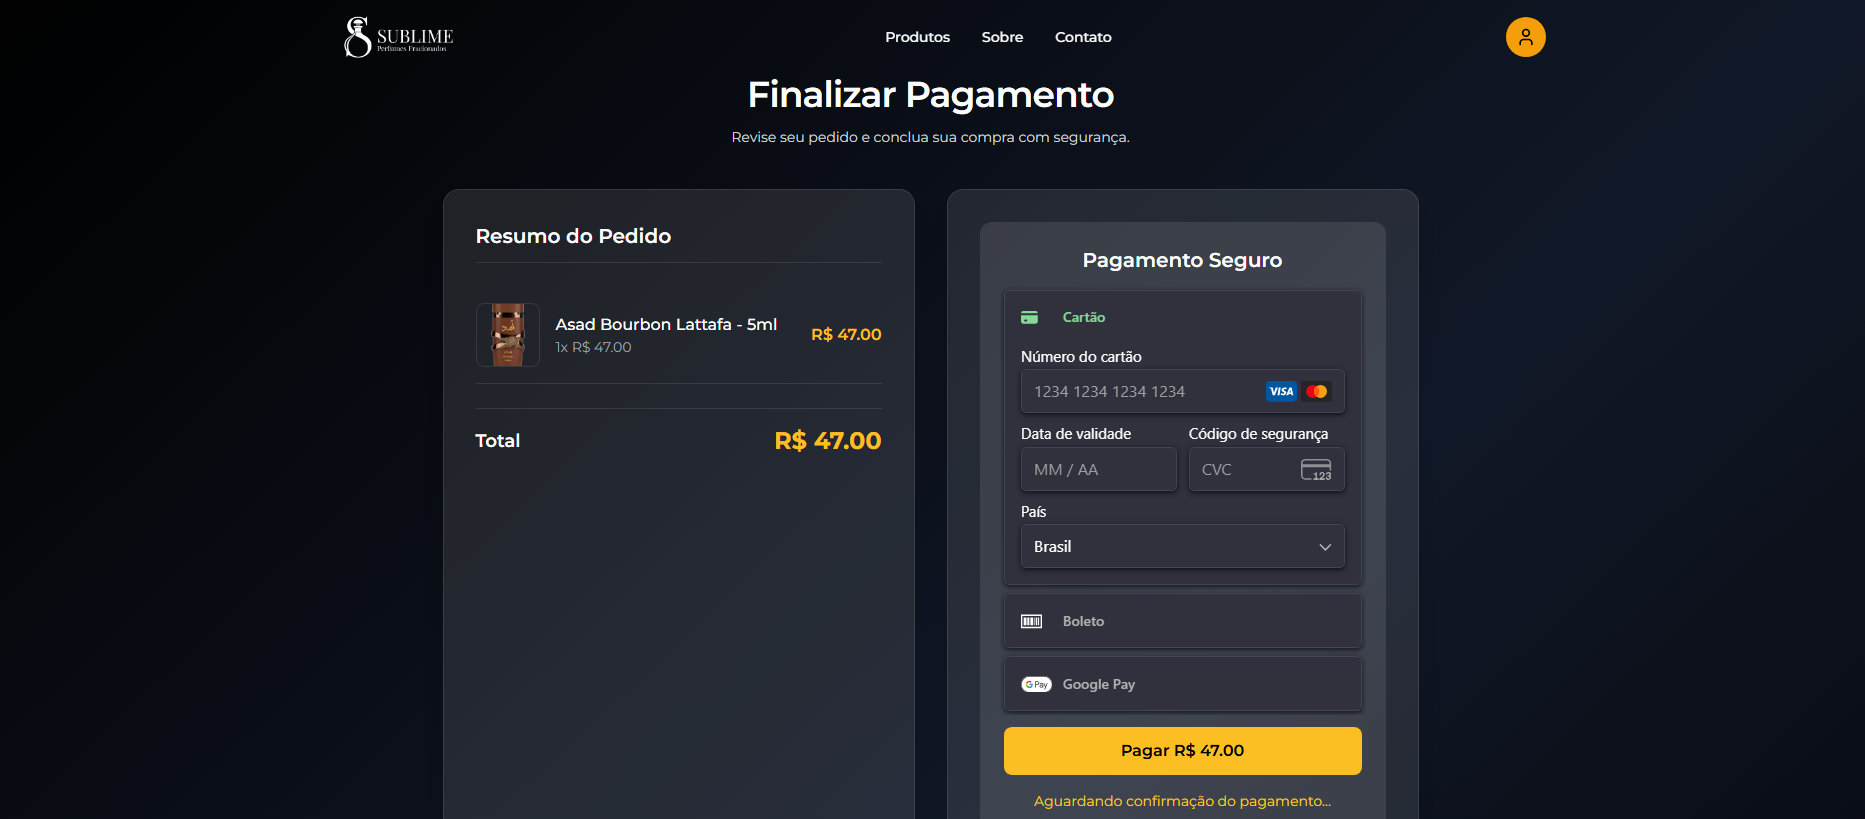 SUBLIME
Perfumes Fracionados
Produtos
Sobre
Contato
Finalizar Pagamento
Revise seu pedido e conclua sua compra com segurança.
Resumo do Pedido
Asad Bourbon Lattafa - 5ml
1x R$ 47.00
R$ 47.00
Total
R$ 47.00
Pagamento Seguro
Cartão
Número do cartão
1234 1234 1234 1234
VISA
Data de validade
Código de segurança
MM / AA
CVC
123
País
Brasil
Boleto
G Pay
Google Pay
Pagar R$ 47.00
Aguardando confirmação do pagamento...